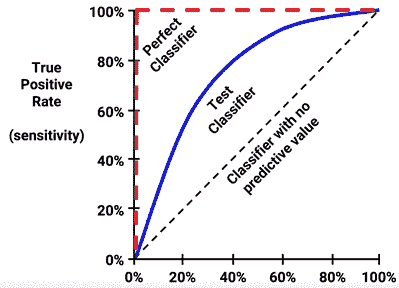 100%
80%
60%
40%
20%
0%
True
Positive
Rate
(sensitivity)
Perfect
Classifier
Test
Classifier
Classifier with no
predictive value
0%
20%
40%
60%
80%
100%